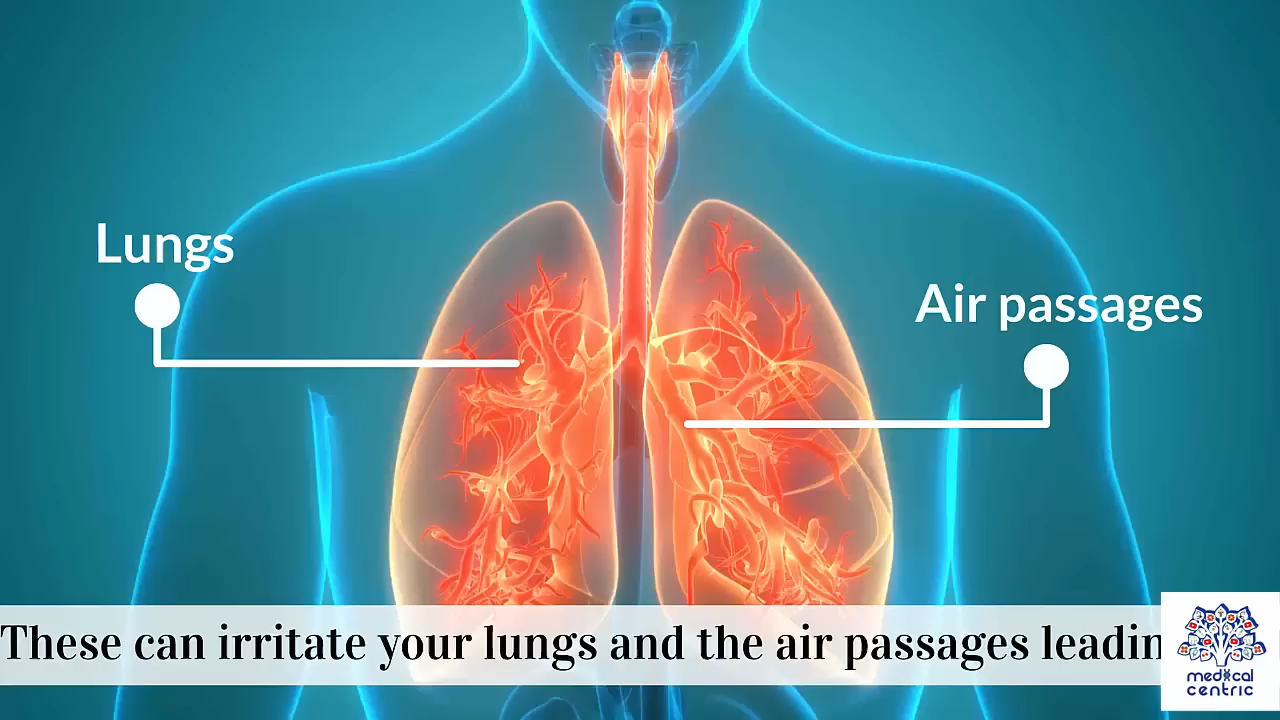 Lungs
Air passages
These can irritate your lungs and the air passages leadin
medical
centric